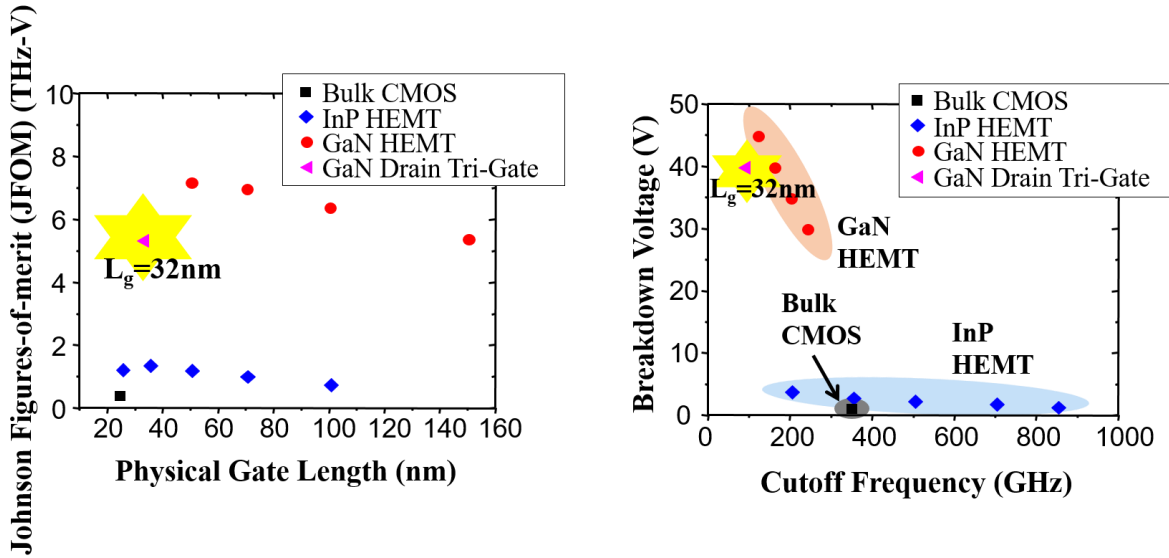 Johnson Figures-of-merit (JFOM) (THz-V)
10
8
6
4
2
0
20 40 60 80 100 120 140 160
Physical Gate Length (nm)
Bulk CMOS
InP HEMT
GaN HEMT
GaN Drain Tri-Gate
Lg=32nm
Breakdown Voltage (V)
50
40
30
20
10
0
0 200 400 600 800 1000
Cutoff Frequency (GHz)
Bulk CMOS
InP HEMT
GaN HEMT
GaN Drain Tri-Gate
Lg=32nm
GaN
HEMT
Bulk
CMOS
InP
HEMT